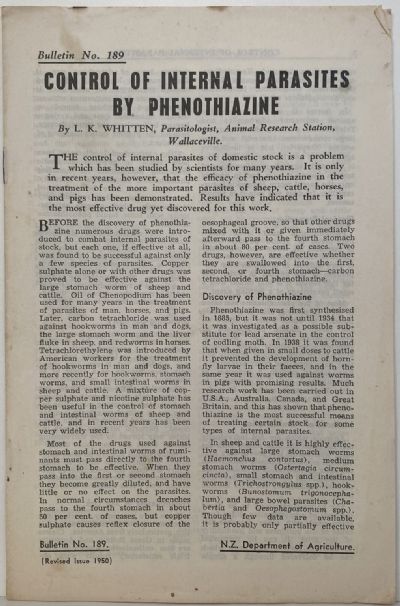 Bulletin No. 189
CONTROL OF INTERNAL PARASITES
BY PHENOTHIAZINE
By L. K. WHITTEN, Parasitologist, Animal Research Station,
Wallaceville.
THE control of internal parasites of domestic stock is a problem
which has been studied by scientists for many years. It is only
in recent years, however, that the efficacy of phenothiazine in the
treatment of the more important parasites of sheep, cattle, horses,
and pigs has been demonstrated. Results have indicated that it is
the most effective drug yet discovered for this work.
BEFORE the discovery of phenothia-
zine numerous drugs were intro-
duced to combat internal parasites of
stock, but each one, if effective at all,
was found to be successful against only
a few species of parasites. Copper
sulphate alone or with other drugs was
proved to be effective against the
large stomach worm of sheep and
cattle. Oil of Chenopodium has been
used for many years in the treatment
of parasites of man, horses, and pigs.
Later, carbon tetrachloride was used
against hookworms in man and dogs,
the large stomach worm and the liver
fluke in sheep, and redworms in horses.
Tetrachlorethylene was introduced by
American workers for the treatment
of hookworms in man and dogs, and
more recently for hookworms, stomach
worms, and small intestinal worms in
sheep and cattle. A mixture of cop-
per sulphate and nicotine sulphate has
been useful in the control of stomach
and intestinal worms of sheep and
cattle, and in recent years has been
very widely used.
Most of the drugs used against
stomach and intestinal worms of rumi-
nants must pass directly to the fourth
stomach to be effective. When they
pass into the first or second stomach
they become greatly diluted, and have
little or no effect on the parasites.
In normal circumstances drenches
pass to the fourth stomach in about
50 per cent. of cases, but copper
sulphate causes reflex closure of the
oesophageal groove, so that other drugs
mixed with it or given immediately
afterward pass to the fourth stomach
in about 80 per cent of cases. Two
drugs, however, are effective whether
they are swallowed into the first,
second, or fourth stomach—carbon
tetrachloride and phenothiazine.
Discovery of Phenothiazine
Phenothiazine was first synthesised
in 1885, but it was not until 1934 that
it was investigated as a possible sub-
stitute for lead arsenate in the control
of codling moth. In 1938 it was found
that when given in small doses to cattle
it prevented the development of horn-
fly larvae in their faeces, and in the
same year it was used against worms
in pigs with promising results. Much
research work has been carried out in
U.S.A., Australia, Canada, and Great
Britain, and this has shown that pheno-
thiazine is the most successful means
of treating certain stock for some
types of internal parasites.
In sheep and cattle it is highly effec-
tive against large stomach worms
(Haemonchus contortus), medium
stomach worms (Ostertagia circum-
cincta), small stomach and intestinal
worms (Trichostrongylus spp.), hook-
worms (Bunostomum trigonocepha-
lum), and large bowel parasites (Cha-
bertia and Oesophagostomum spp.).
Though few data are available,
it is probably only partially effective
Bulletin No. 189.
N.Z. Department of Agriculture.
(Revised Issue 1950)